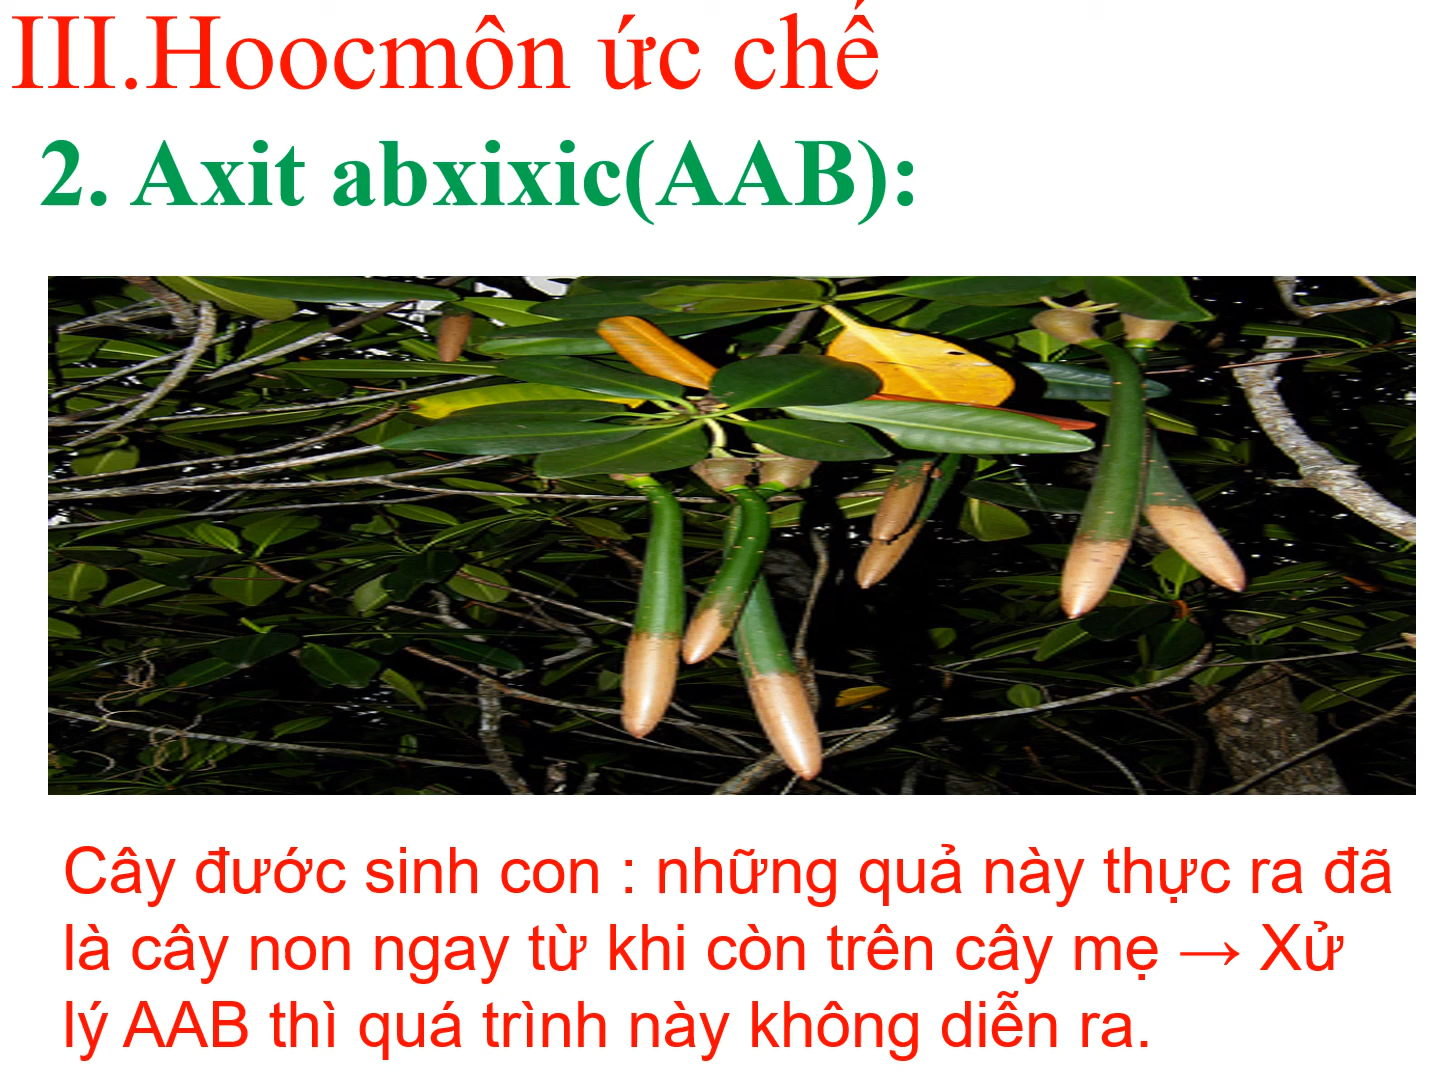 III.Hoocmôn ức chế
2. Axit abxixic(AAB):
Cây đước sinh con : những quả này thực ra đã
là cây non ngay từ khi còn trên cây mẹ → Xử
lý AAB thì quá trình này không diễn ra.